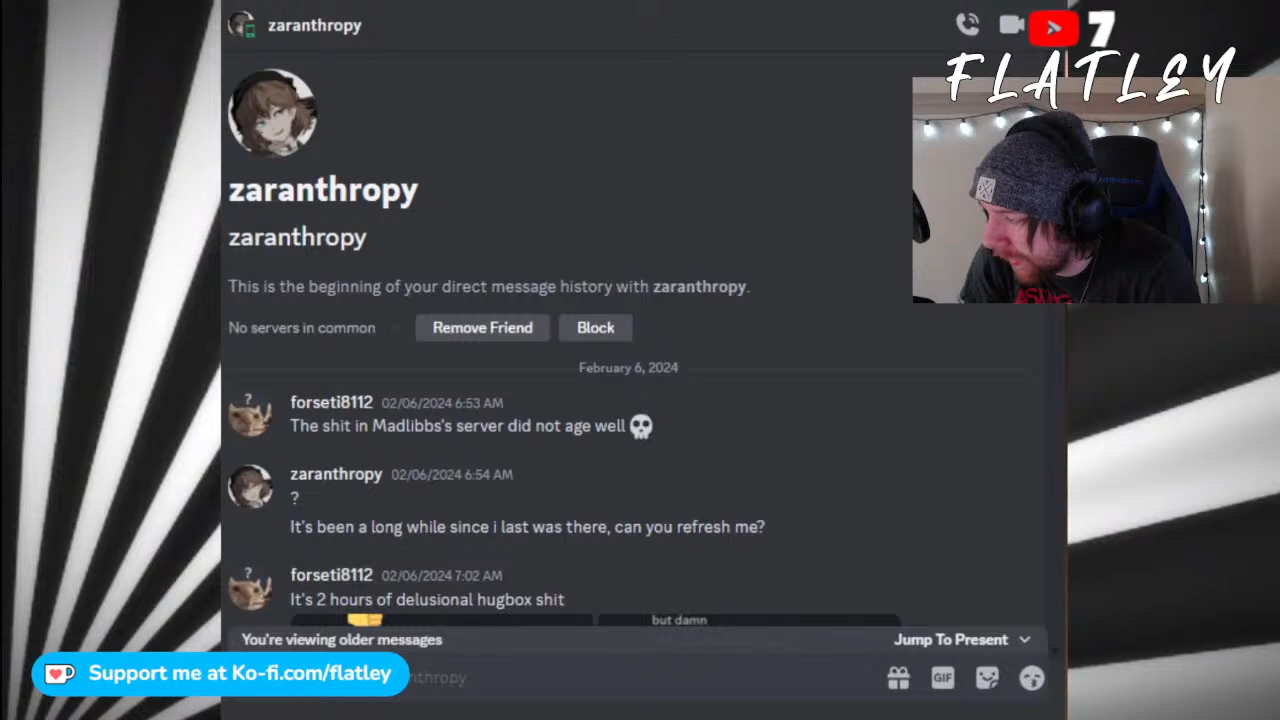 zaranthropy
7
FLATLEY
zaranthropy
zaranthropy
This is the beginning of your direct message history with zaranthropy.
No servers in common
Remove Friend
Block
February 6, 2024
forseti8112 02/06/2024 6:53 AM
The shit in Madlibbs's server did not age well
zaranthropy 02/06/2024 6:54 AM
?
It's been a long while since i last was there, can you refresh me?
forseti8112 02/06/2024 7:02 AM
It's 2 hours of delusional hugbox shit
but damn
You're viewing older messages
Jump To Present
Support me at Ko-fi.com/flatley
nthropy
GIF